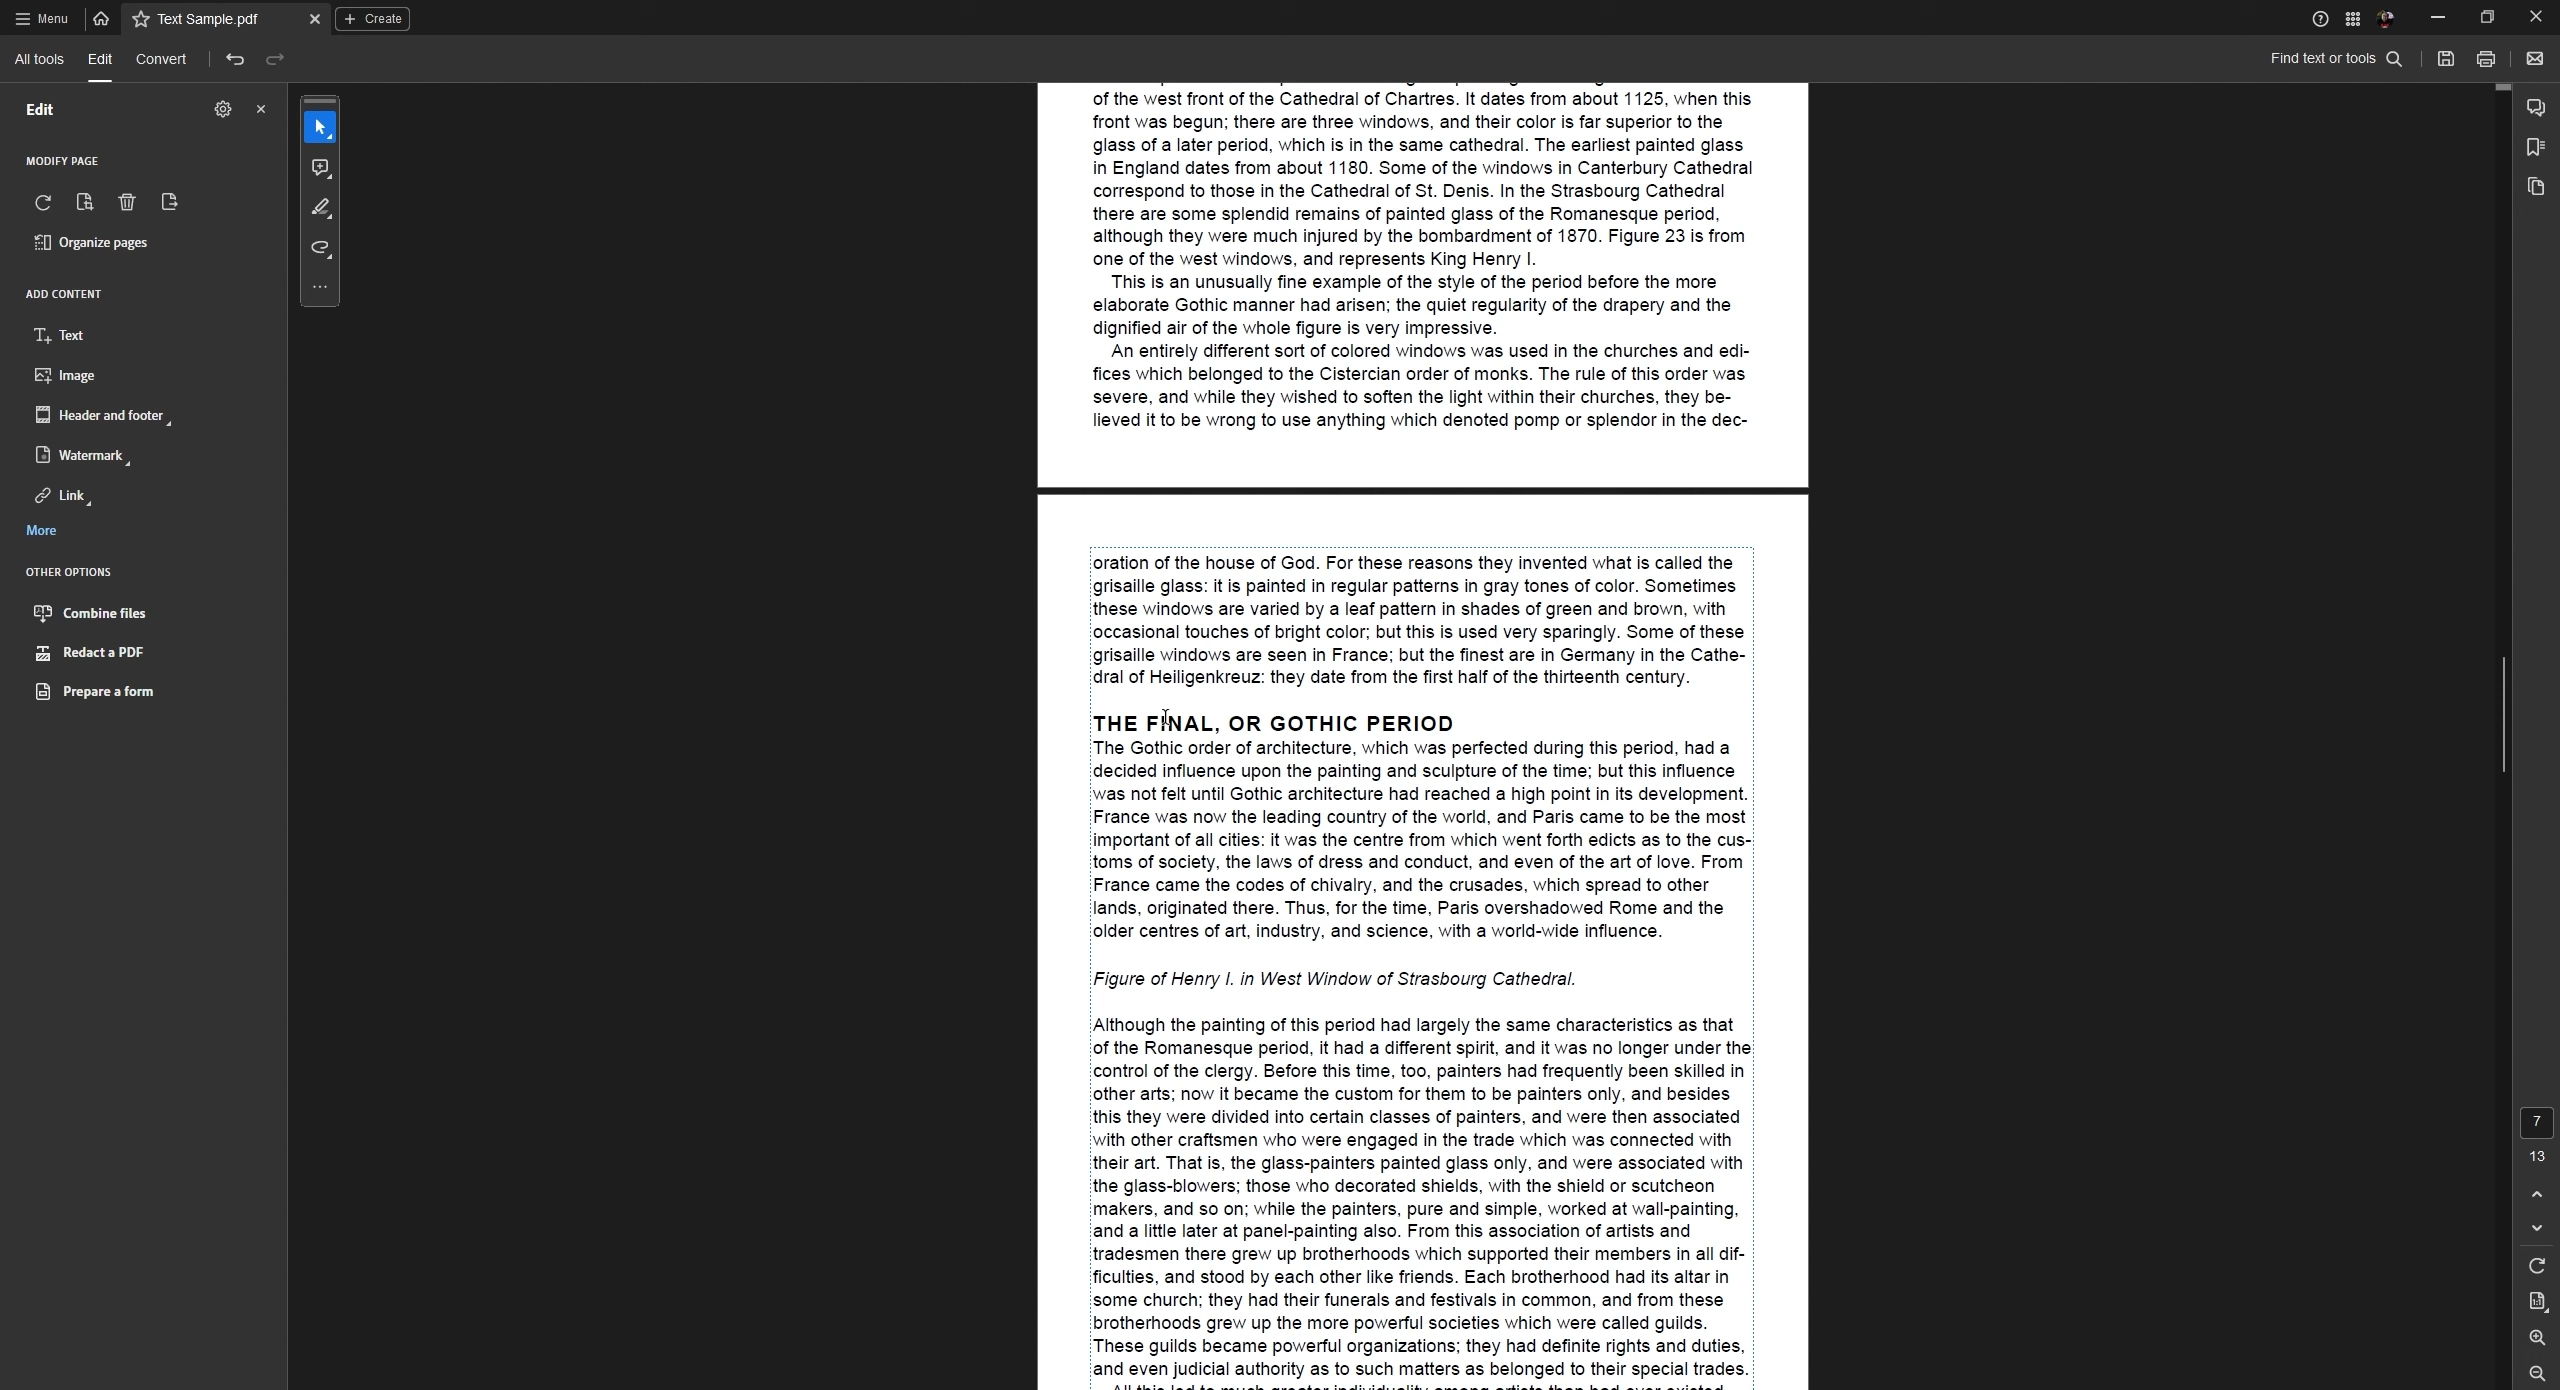 Menu
Text Sample.pdf
Create
All tools
Edit
Convert
Find text or tools
Edit
MODIFY PAGE
Organize pages
ADD CONTENT
Text
Image
Header and footer
Watermark
Link
More
OTHER OPTIONS
Combine files
Redact a PDF
Prepare a form
of the west front of the Cathedral of Chartres. It dates from about 1125, when this
front was begun; there are three windows, and their color is far superior to the
glass of a later period, which is in the same cathedral. The earliest painted glass
in England dates from about 1180. Some of the windows in Canterbury Cathedral
correspond to those in the Cathedral of St. Denis. In the Strasbourg Cathedral
there are some splendid remains of painted glass of the Romanesque period,
although they were much injured by the bombardment of 1870. Figure 23 is from
one of the west windows, and represents King Henry I.
This is an unusually fine example of the style of the period before the more
elaborate Gothic manner had arisen; the quiet regularity of the drapery and the
dignified air of the whole figure is very impressive.
An entirely different sort of colored windows was used in the churches and edi-
fices which belonged to the Cistercian order of monks. The rule of this order was
severe, and while they wished to soften the light within their churches, they be-
lieved it to be wrong to use anything which denoted pomp or splendor in the dec-
oration of the house of God. For these reasons they invented what is called the
grisaille glass: it is painted in regular patterns in gray tones of color. Sometimes
these windows are varied by a leaf pattern in shades of green and brown, with
occasional touches of bright color; but this is used very sparingly. Some of these
grisaille windows are seen in France; but the finest are in Germany in the Cathe-
dral of Heiligenkreuz: they date from the first half of the thirteenth century.
THE FINAL, OR GOTHIC PERIOD
The Gothic order of architecture, which was perfected during this period, had a
decided influence upon the painting and sculpture of the time; but this influence
was not felt until Gothic architecture had reached a high point in its development.
France was now the leading country of the world, and Paris came to be the most
important of all cities: it was the centre from which went forth edicts as to the cus-
toms of society, the laws of dress and conduct, and even of the art of love. From
France came the codes of chivalry, and the crusades, which spread to other
lands, originated there. Thus, for the time, Paris overshadowed Rome and the
older centres of art, industry, and science, with a world-wide influence.
Figure of Henry I. in West Window of Strasbourg Cathedral.
Although the painting of this period had largely the same characteristics as that
of the Romanesque period, it had a different spirit, and it was no longer under the
control of the clergy. Before this time, too, painters had frequently been skilled in
other arts; now it became the custom for them to be painters only, and besides
this they were divided into certain classes of painters, and were then associated
with other craftsmen who were engaged in the trade which was connected with
their art. That is, the glass-painters painted glass only, and were associated with
the glass-blowers; those who decorated shields, with the shield or scutcheon
makers, and so on; while the painters, pure and simple, worked at wall-painting,
and a little later at panel-painting also. From this association of artists and
tradesmen there grew up brotherhoods which supported their members in all dif-
ficulties, and stood by each other like friends. Each brotherhood had its altar in
some church; they had their funerals and festivals in common, and from these
brotherhoods grew up the more powerful societies which were called guilds.
These guilds became powerful organizations; they had definite rights and duties,
and even judicial authority as to such matters as belonged to their special trades.
All this led to much greater individuality among artists than had ever existed
7
13